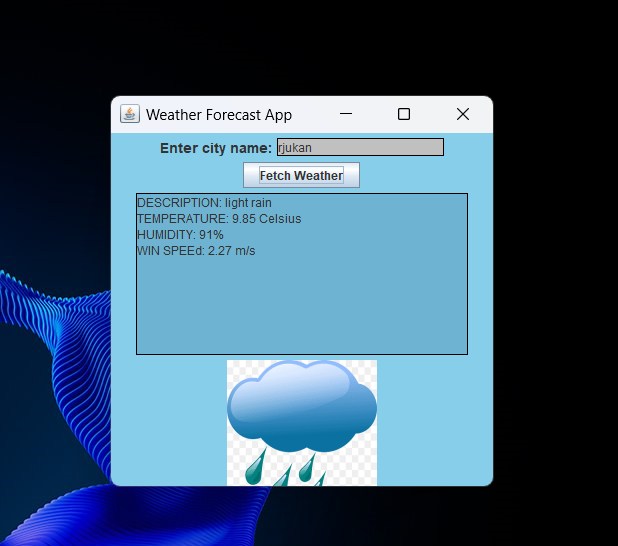 Weather Forecast App
Enter city name: rjukan
Fetch Weather
DESCRIPTION: light rain
TEMPERATURE: 9.85 Celsius
HUMIDITY: 91%
WIN SPEEd: 2.27 m/s